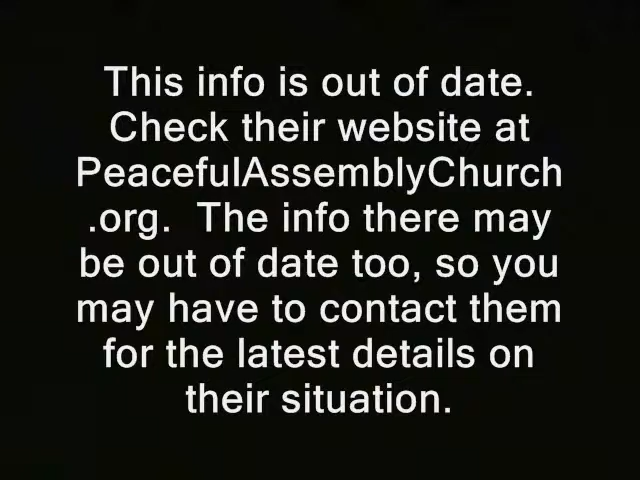 This info is out of date.
Check their website at
PeacefulAssemblyChurch
.org.  The info there may
be out of date too, so you
may have to contact them
for the latest details on
their situation.